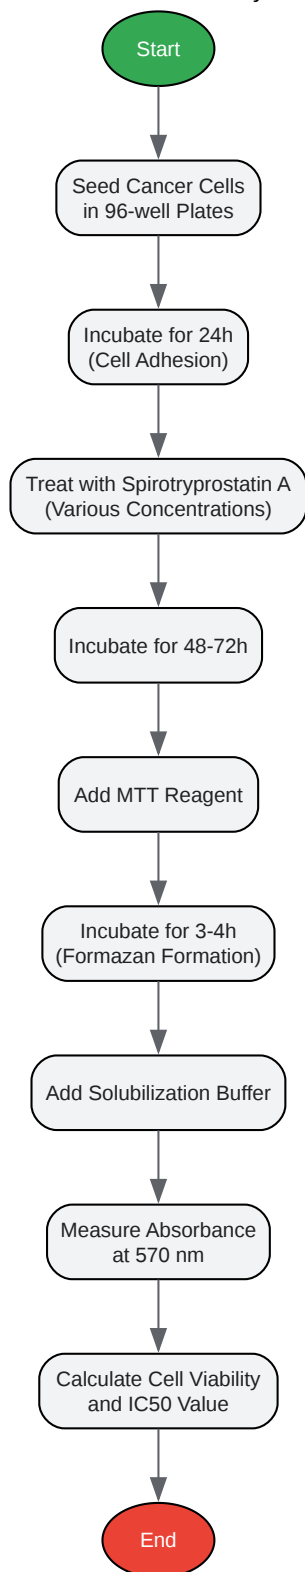 Start
Seed Cancer Cells
in 96-well Plates
Incubate for 24h
(Cell Adhesion)
Treat with Spirotryprostatin A
(Various Concentrations)
Incubate for 48-72h
Add MTT Reagent
Incubate for 3-4h
(Formazan Formation)
Add Solubilization Buffer
Measure Absorbance
at 570 nm
Calculate Cell Viability
and IC50 Value
End